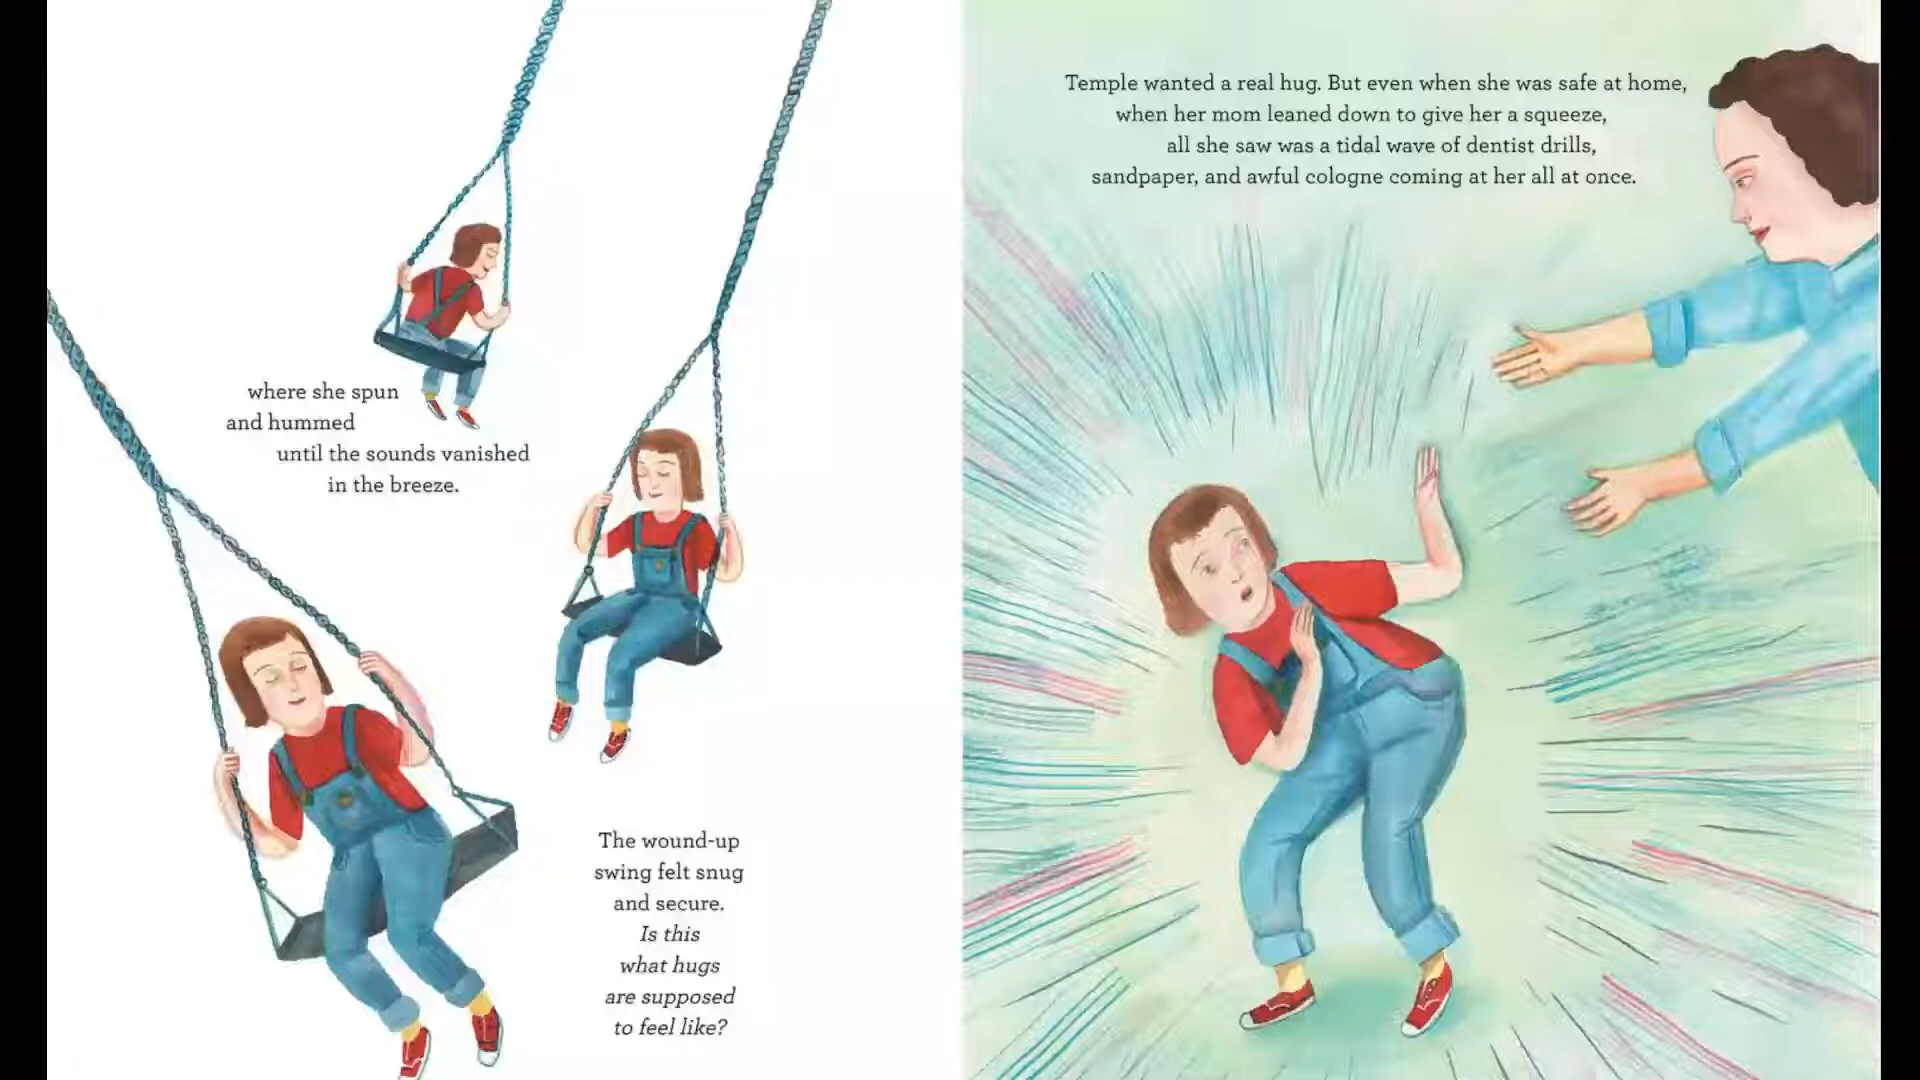 where she spun
and hummed
until the sounds vanished
in the breeze.
The wound-up
swing felt snug
and secure.
Is this
what hugs
are supposed
to feel like?
Temple wanted a real hug. But even when she was safe at home,
when her mom leaned down to give her a squeeze,
all she saw was a tidal wave of dentist drills,
sandpaper, and awful cologne coming at her all at once.